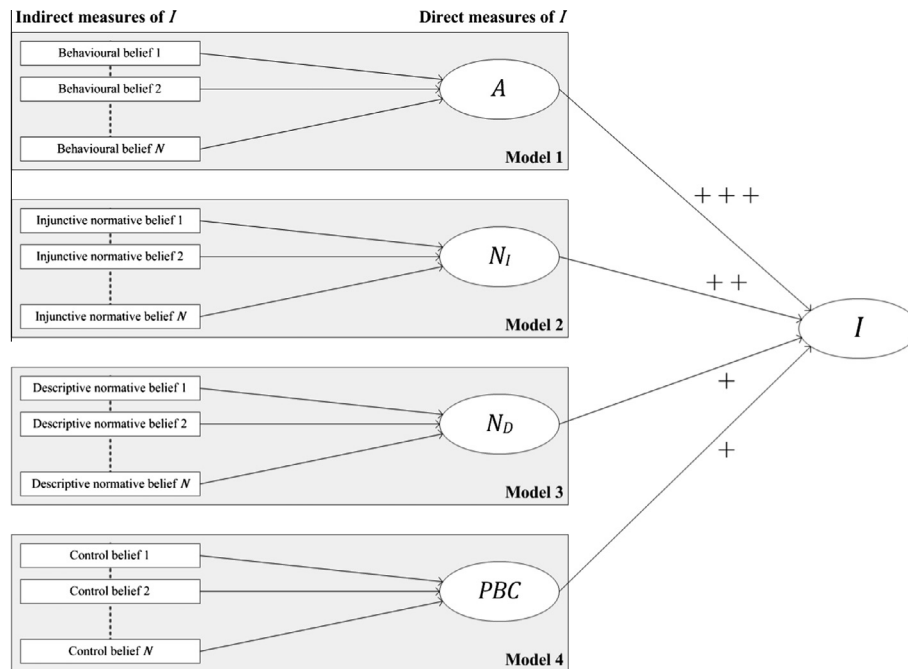 Indirect measures of I
Direct measures of I
Behavioural belief 1
Behavioural belief 2
Behavioural belief N
A
Model 1
+ + +
Injunctive normative belief 1
Injunctive normative belief 2
Injunctive normative belief N
N_I
Model 2
+ +
I
Descriptive normative belief 1
Descriptive normative belief 2
Descriptive normative belief N
N_D
Model 3
+
+
Control belief 1
Control belief 2
Control belief N
PBC
Model 4